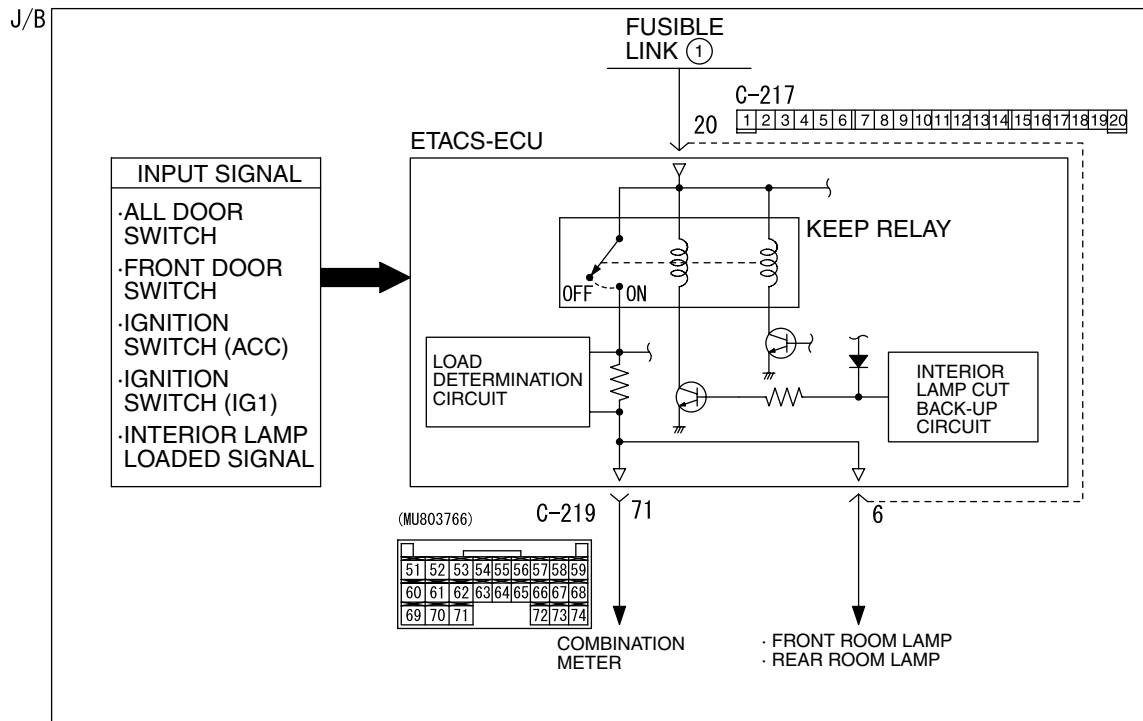 J/B
FUSIBLE
LINK ①
C-217
20
1 2 3 4 5 6 7 8 9 10 11 12 13 14 15 16 17 18 19 20
ETACS-ECU
INPUT SIGNAL
·ALL DOOR
SWITCH
·FRONT DOOR
SWITCH
·IGNITION
SWITCH (ACC)
·IGNITION
SWITCH (IG1)
·INTERIOR LAMP
LOADED SIGNAL
KEEP RELAY
OFF ON
LOAD
DETERMINATION
CIRCUIT
INTERIOR
LAMP CUT
BACK-UP
CIRCUIT
(MU803766)
C-219 71
6
51 52 53 54 55 56 57 58 59
60 61 62 63 64 65 66 67 68
69 70 71 72 73 74
COMBINATION
METER
· FRONT ROOM LAMP
· REAR ROOM LAMP